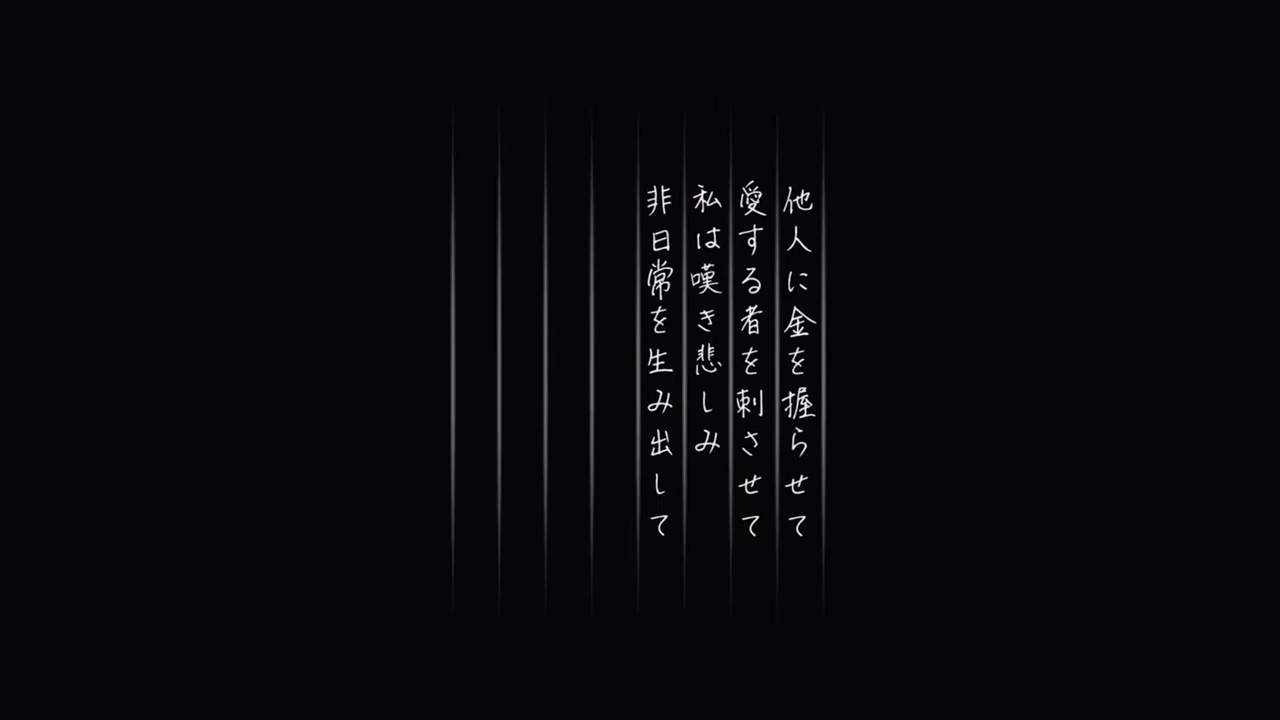 他人に金を握らせて
愛する者を刺させて
私は嘆き悲しみ
非日常を生み出して